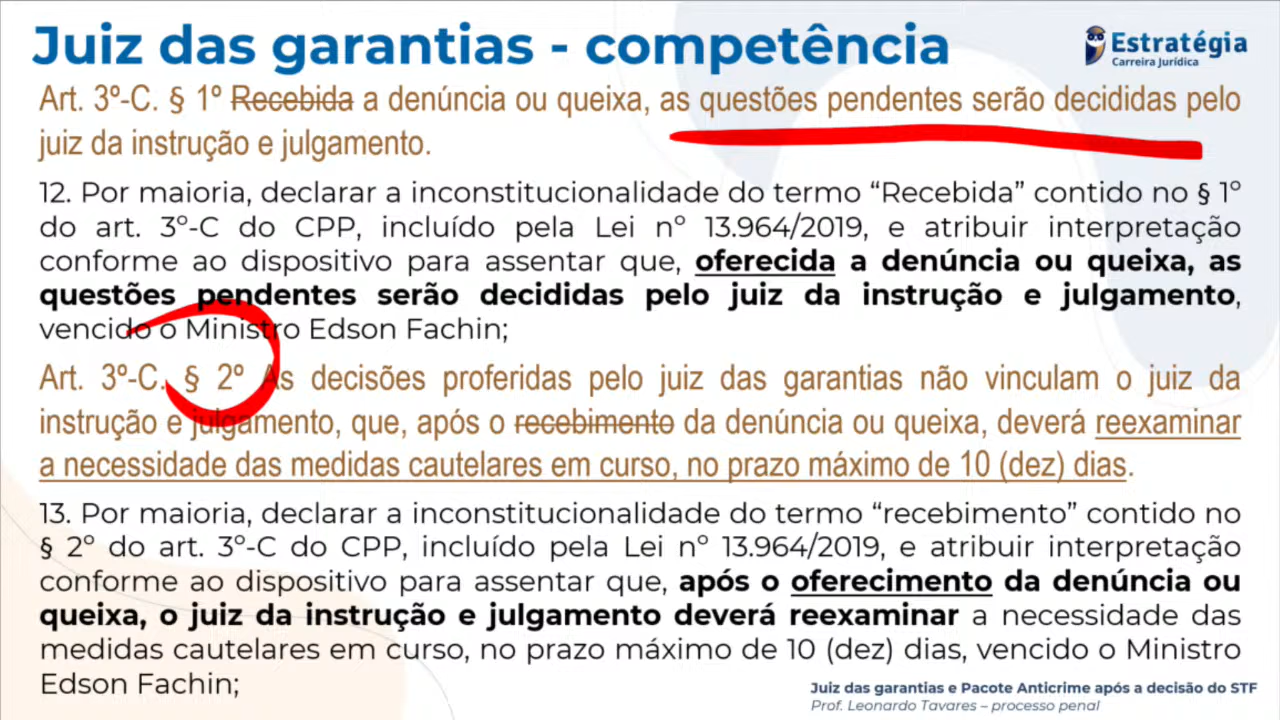 Juiz das garantias - competência
Estratégia
Carreira Jurídica
Art. 3º-C. § 1º Recebida a denúncia ou queixa, as questões pendentes serão decididas pelo
juiz da instrução e julgamento.
12. Por maioria, declarar a inconstitucionalidade do termo “Recebida” contido no § 1º
do art. 3º-C do CPP, incluído pela Lei nº 13.964/2019, e atribuir interpretação
conforme ao dispositivo para assentar que, oferecida a denúncia ou queixa, as
questões pendentes serão decididas pelo juiz da instrução e julgamento,
vencido o Ministro Edson Fachin;
Art. 3º-C. § 2º As decisões proferidas pelo juiz das garantias não vinculam o juiz da
instrução e julgamento, que, após o recebimento da denúncia ou queixa, deverá reexaminar
a necessidade das medidas cautelares em curso, no prazo máximo de 10 (dez) dias.
13. Por maioria, declarar a inconstitucionalidade do termo “recebimento” contido no
§ 2º do art. 3º-C do CPP, incluído pela Lei nº 13.964/2019, e atribuir interpretação
conforme ao dispositivo para assentar que, após o oferecimento da denúncia ou
queixa, o juiz da instrução e julgamento deverá reexaminar a necessidade das
medidas cautelares em curso, no prazo máximo de 10 (dez) dias, vencido o Ministro
Edson Fachin;
Juiz das garantias e Pacote Anticrime após a decisão do STF
Prof. Leonardo Tavares – processo penal